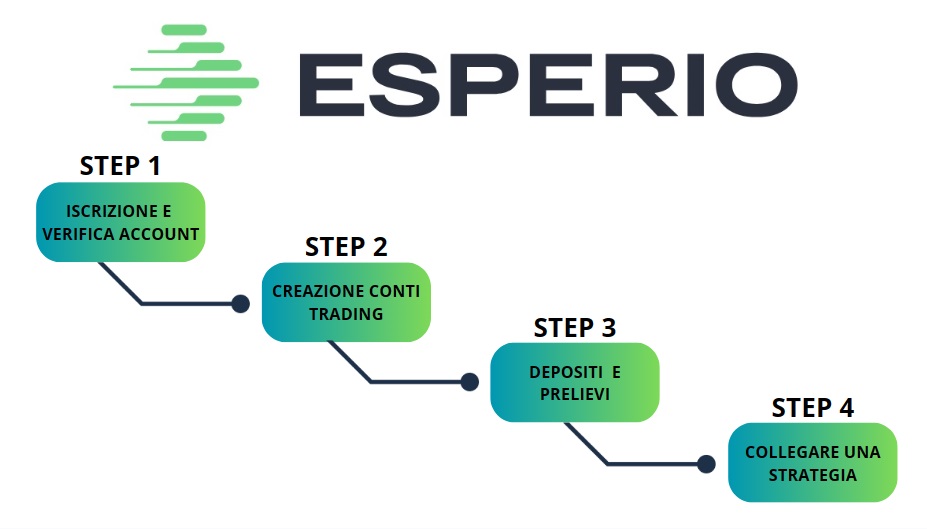 ESPERIO
STEP 1
ISCRIZIONE E
VERIFICA ACCOUNT
STEP 2
CREAZIONE CONTI
TRADING
STEP 3
DEPOSITI E
PRELIEVI
STEP 4
COLLEGARE UNA
STRATEGIA